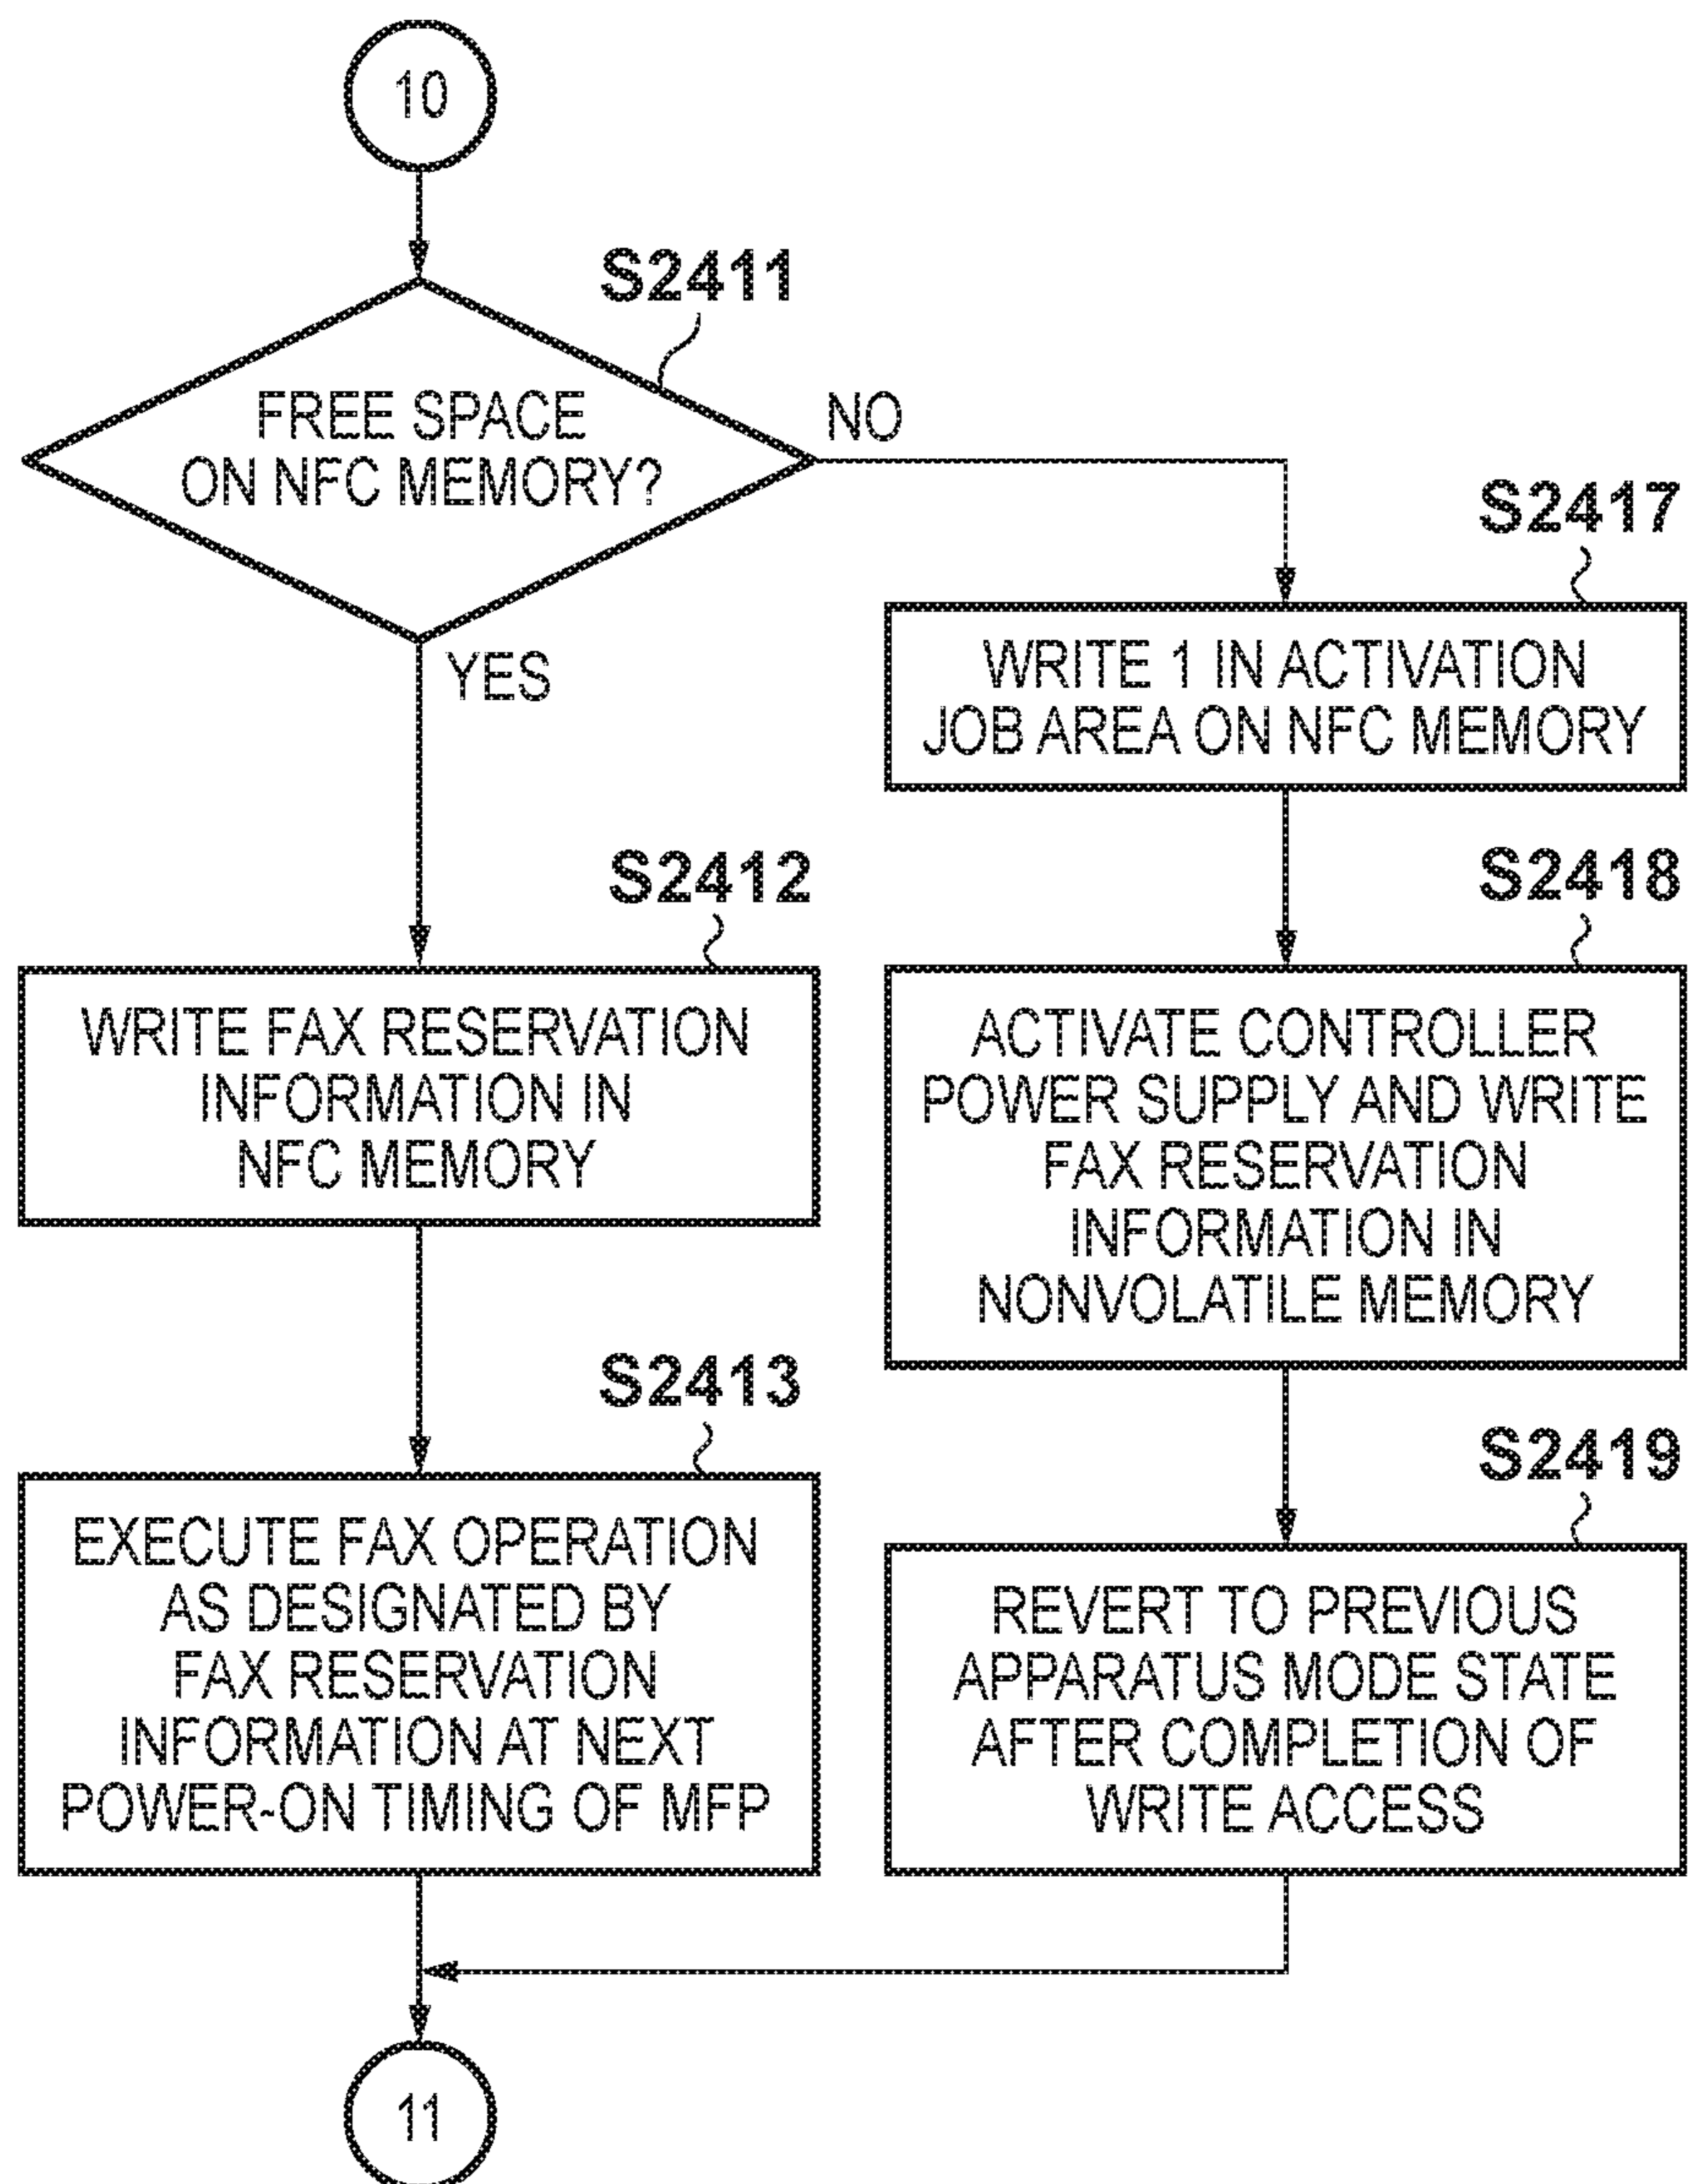 10
S2411
FREE SPACE
ON NFC MEMORY?
NO
YES
S2417
WRITE 1 IN ACTIVATION
JOB AREA ON NFC MEMORY
S2412
WRITE FAX RESERVATION
INFORMATION IN
NFC MEMORY
S2418
ACTIVATE CONTROLLER
POWER SUPPLY AND WRITE
FAX RESERVATION
INFORMATION IN
NONVOLATILE MEMORY
S2413
EXECUTE FAX OPERATION
AS DESIGNATED BY
FAX RESERVATION
INFORMATION AT NEXT
POWER-ON TIMING OF MFP
S2419
REVERT TO PREVIOUS
APPARATUS MODE STATE
AFTER COMPLETION OF
WRITE ACCESS
11